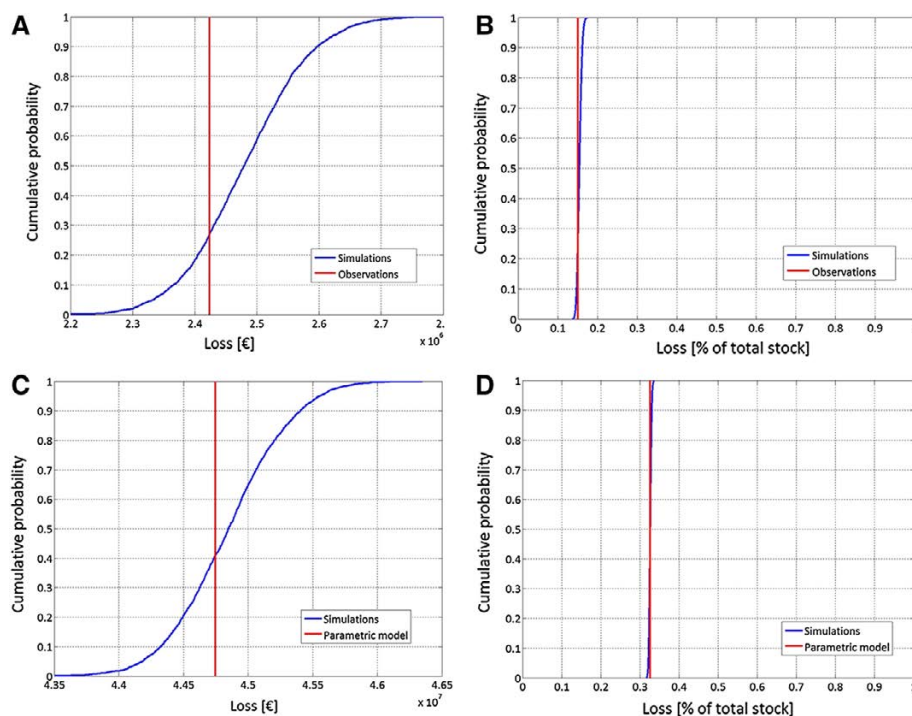 A
Cumulative probability
1
0.9
0.8
0.7
0.6
0.5
0.4
0.3
0.2
0.1
0
2.2 2.3 2.4 2.5 2.6 2.7 2.
x 10⁶
Loss [€]
Simulations
Observations
B
Cumulative probability
1
0.9
0.8
0.7
0.6
0.5
0.4
0.3
0.2
0.1
0
0 0.1 0.2 0.3 0.4 0.5 0.6 0.7 0.8 0.9
Loss [% of total stock]
Simulations
Observations
C
Cumulative probability
1
0.9
0.8
0.7
0.6
0.5
0.4
0.3
0.2
0.1
0
4.35 4.4 4.45 4.5 4.55 4.6 4.65
x 10⁷
Loss [€]
Simulations
Parametric model
D
Cumulative probability
1
0.9
0.8
0.7
0.6
0.5
0.4
0.3
0.2
0.1
0
0 0.1 0.2 0.3 0.4 0.5 0.6 0.7 0.8 0.9
Loss [% of total stock]
Simulations
Parametric model